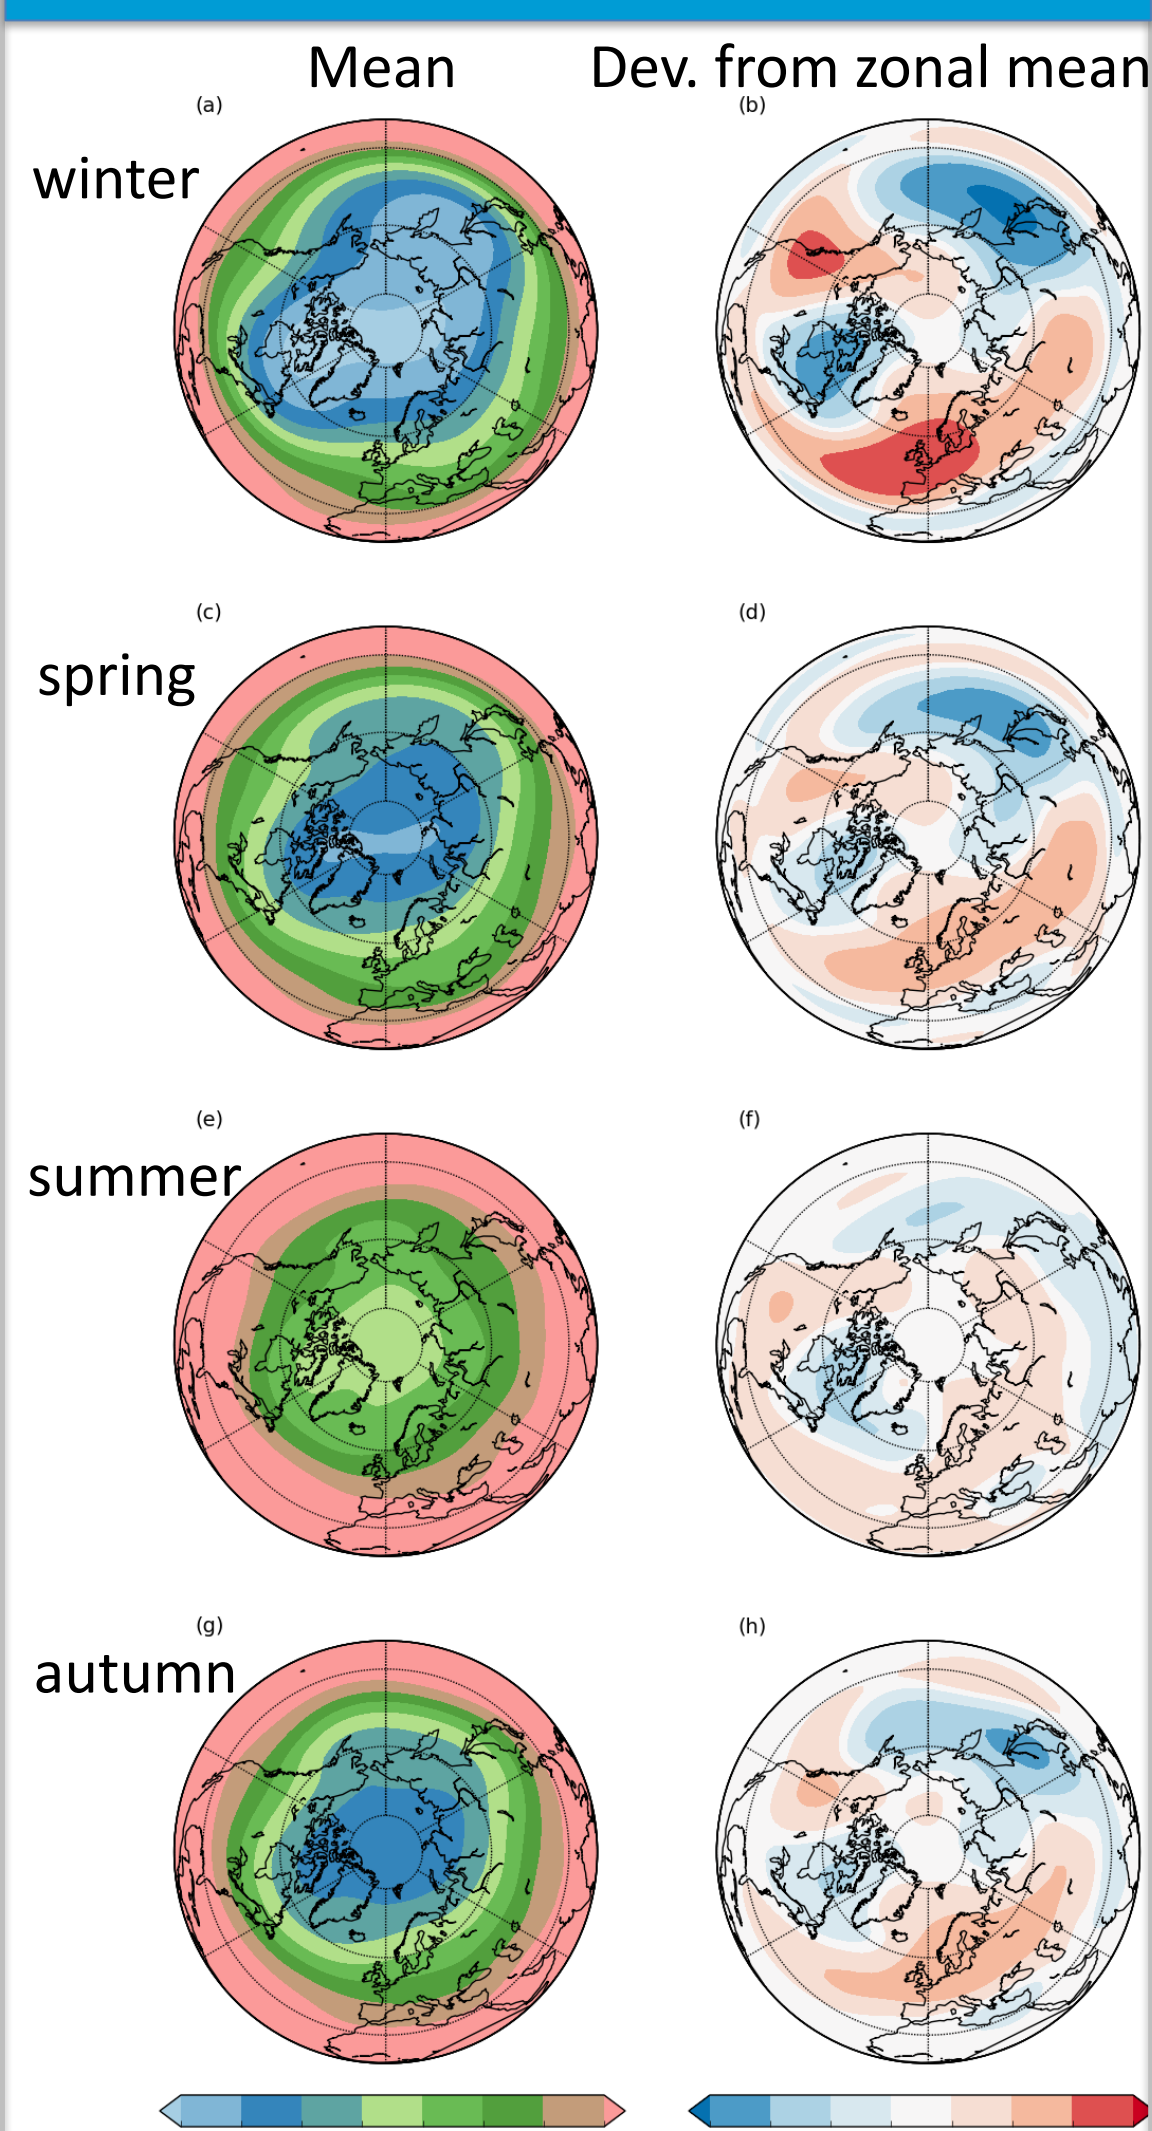 Mean Dev. from zonal mean
(a) (b)
winter
(c) (d)
spring
(e) (f)
summer
(g) (h)
autumn